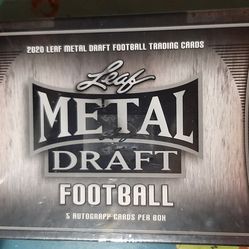 2020 LEAF METAL DRAFT FOOTBALL TRADING CARDS
Leaf
METAL
DRAFT
FOOTBALL
5 AUTOGRAPH CARDS PER BOX